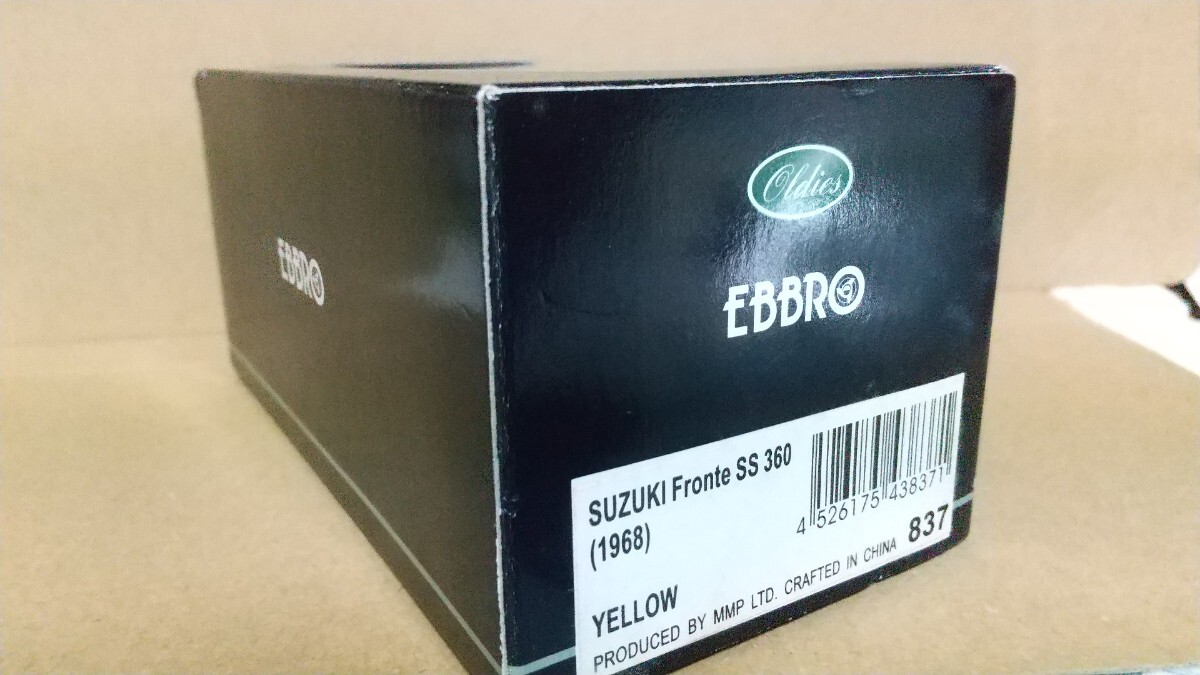 EBBRO
Oldies
EBBRO
SUZUKI Fronte SS 360
(1968)
YELLOW
4 526175 438371
837
PRODUCED BY MMP LTD. CRAFTED IN CHINA